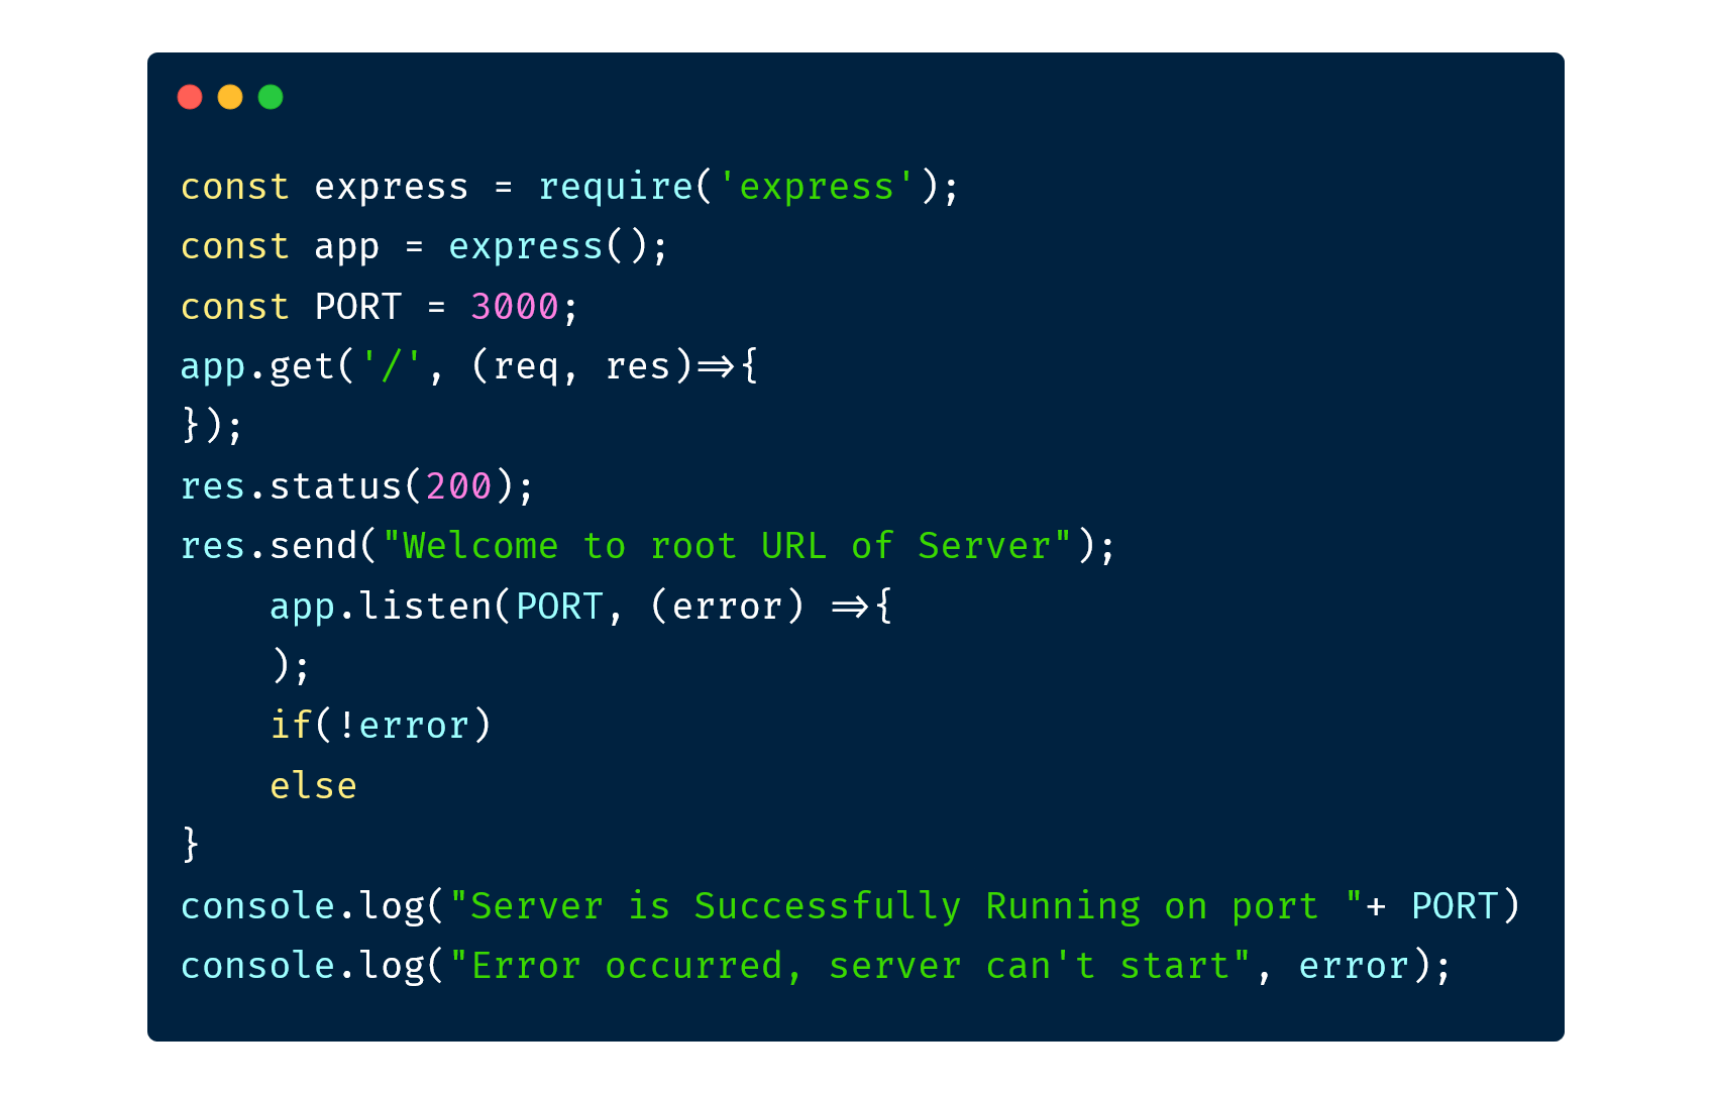 const express = require('express');
const app = express();
const PORT = 3000;
app.get('/', (req, res)=>{
});
res.status(200);
res.send("Welcome to root URL of Server");
    app.listen(PORT, (error) =>{
    );
    if(!error)
    else
}
console.log("Server is Successfully Running on port "+ PORT)
console.log("Error occurred, server can't start", error);